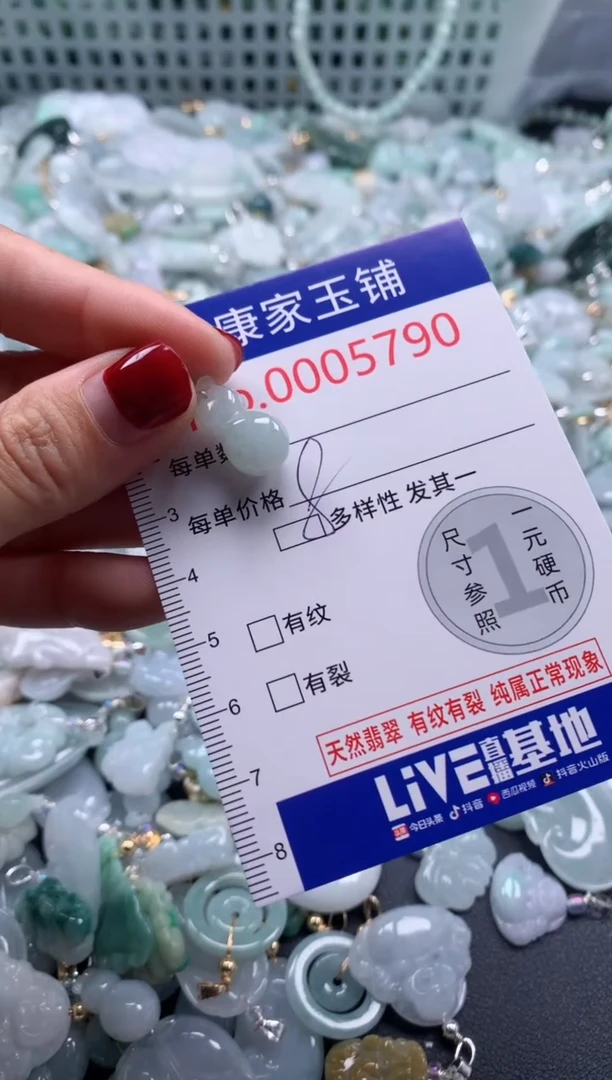 康家玉铺
.0005790
每单数
每单价格 8
多样性 发其一
3
4
5
6
7
8
有纹
有裂
尺寸参照
1
一元硬币
天然翡翠 有纹有裂 纯属正常现象
LiVE直播基地
今日头条 抖音 西瓜视频 抖音火山版